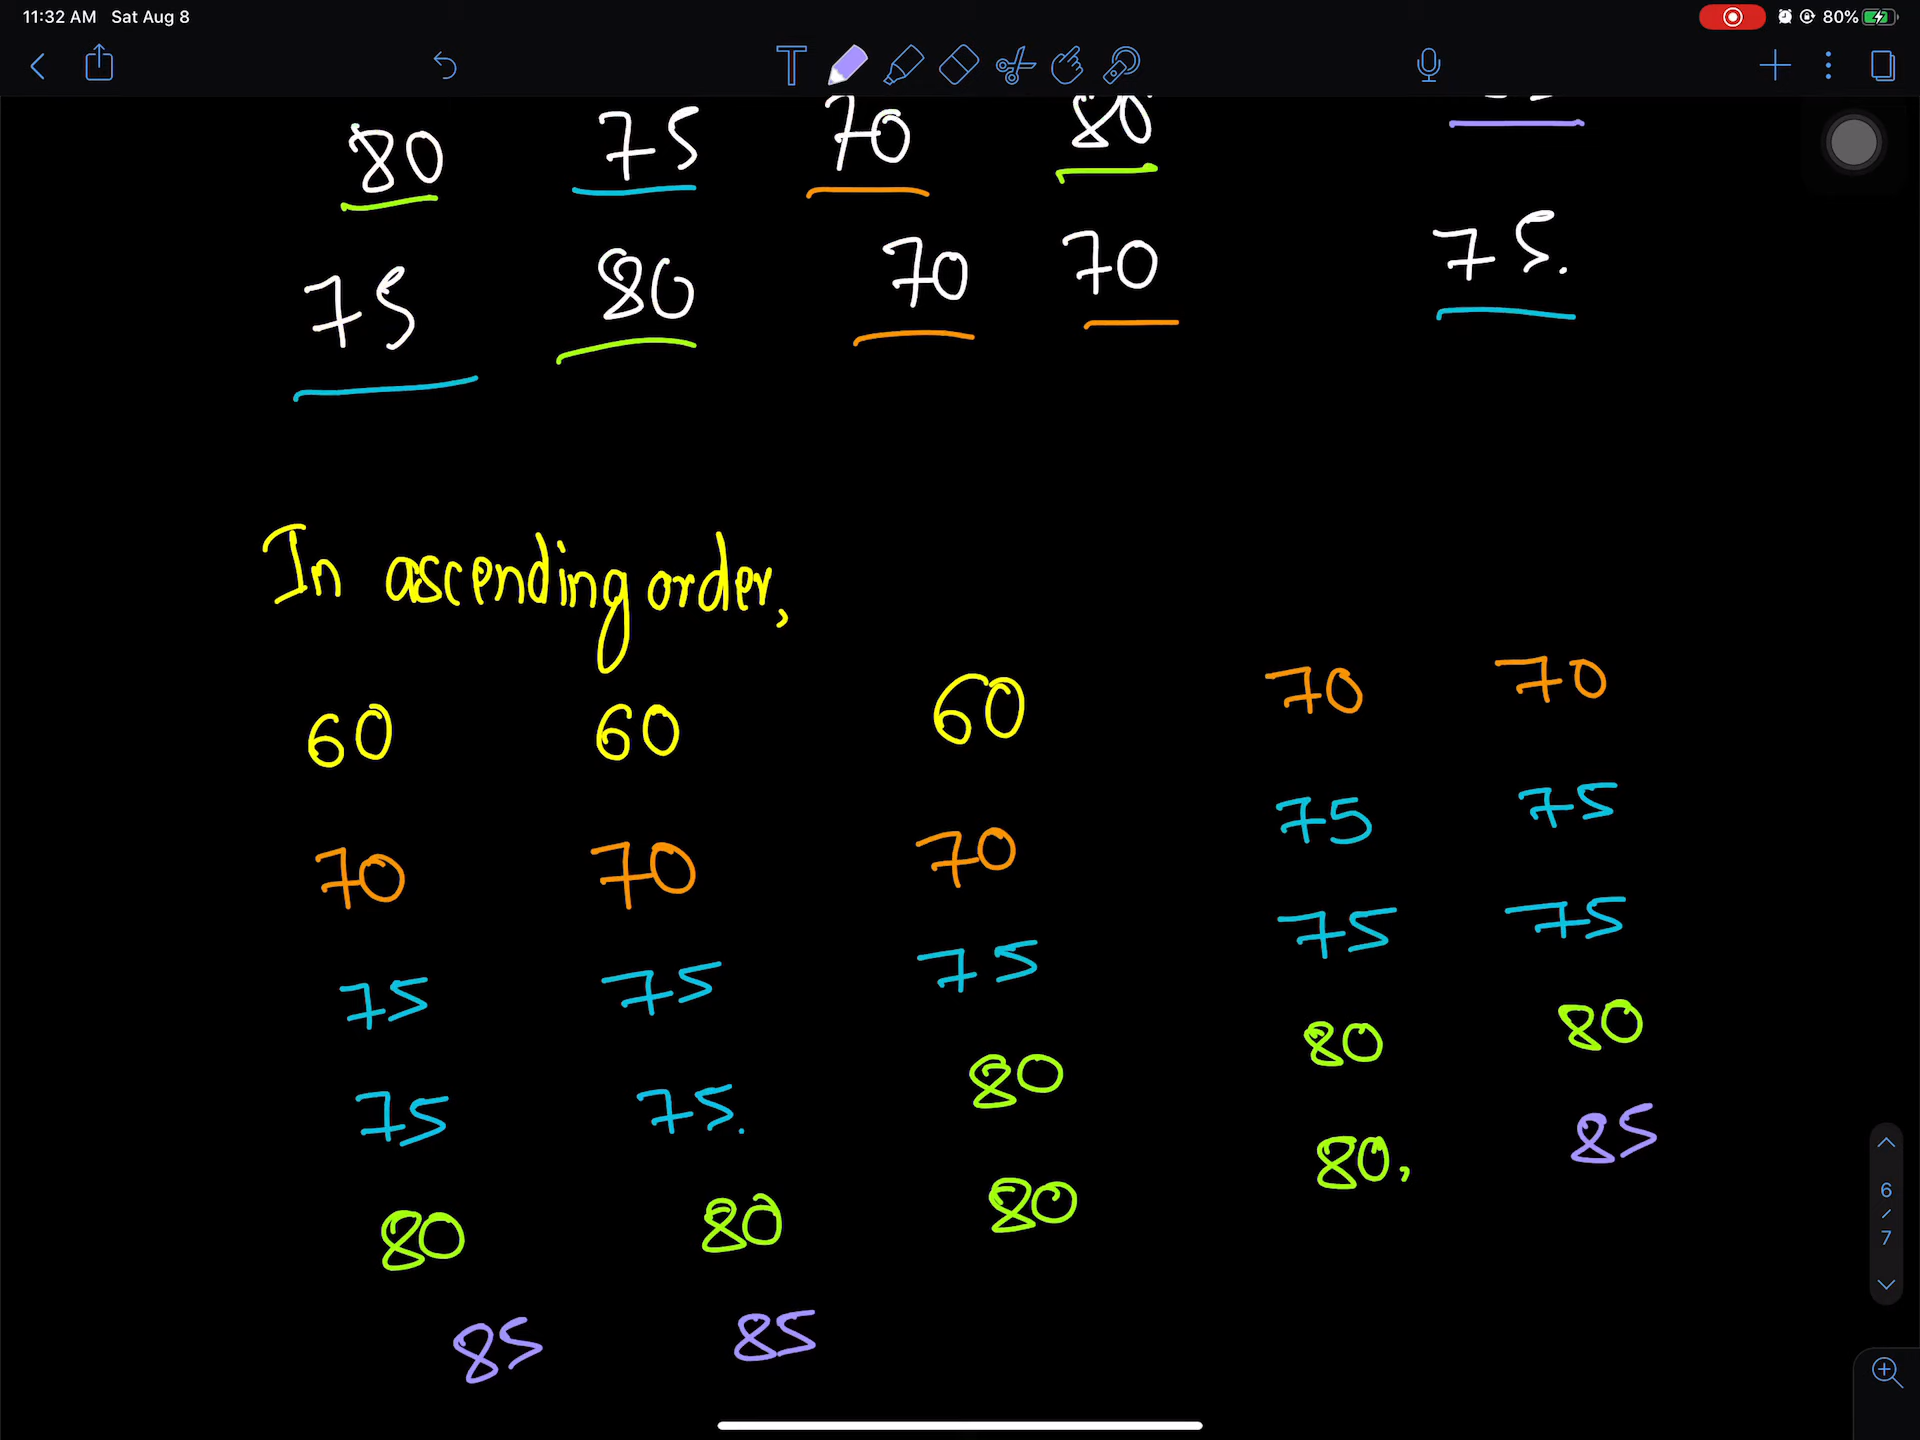 11:32 AM Sat Aug 8 80%
T
80 75 70 80
75 80 70 70 75.
In ascending order,
60 60 60 70 70
70 70 70 75 75
75 75 75 75 75
75 75. 80 80 80
80 80 80 80, 85
85 85
6
/
7